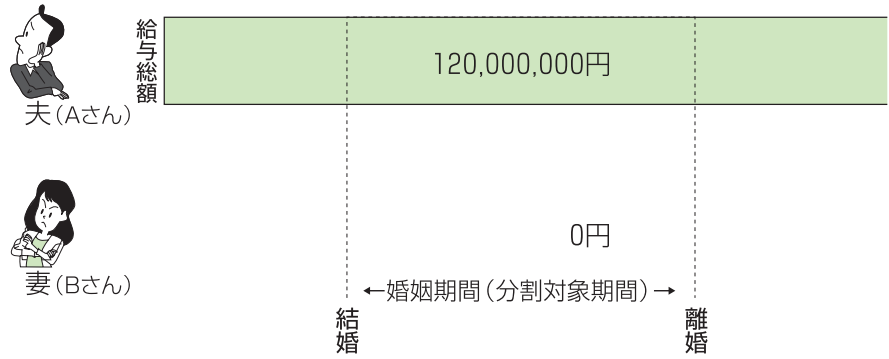 給与総額
120,000,000円
夫（Aさん）
0円
妻（Bさん）
←婚姻期間（分割対象期間）→
結婚
離婚